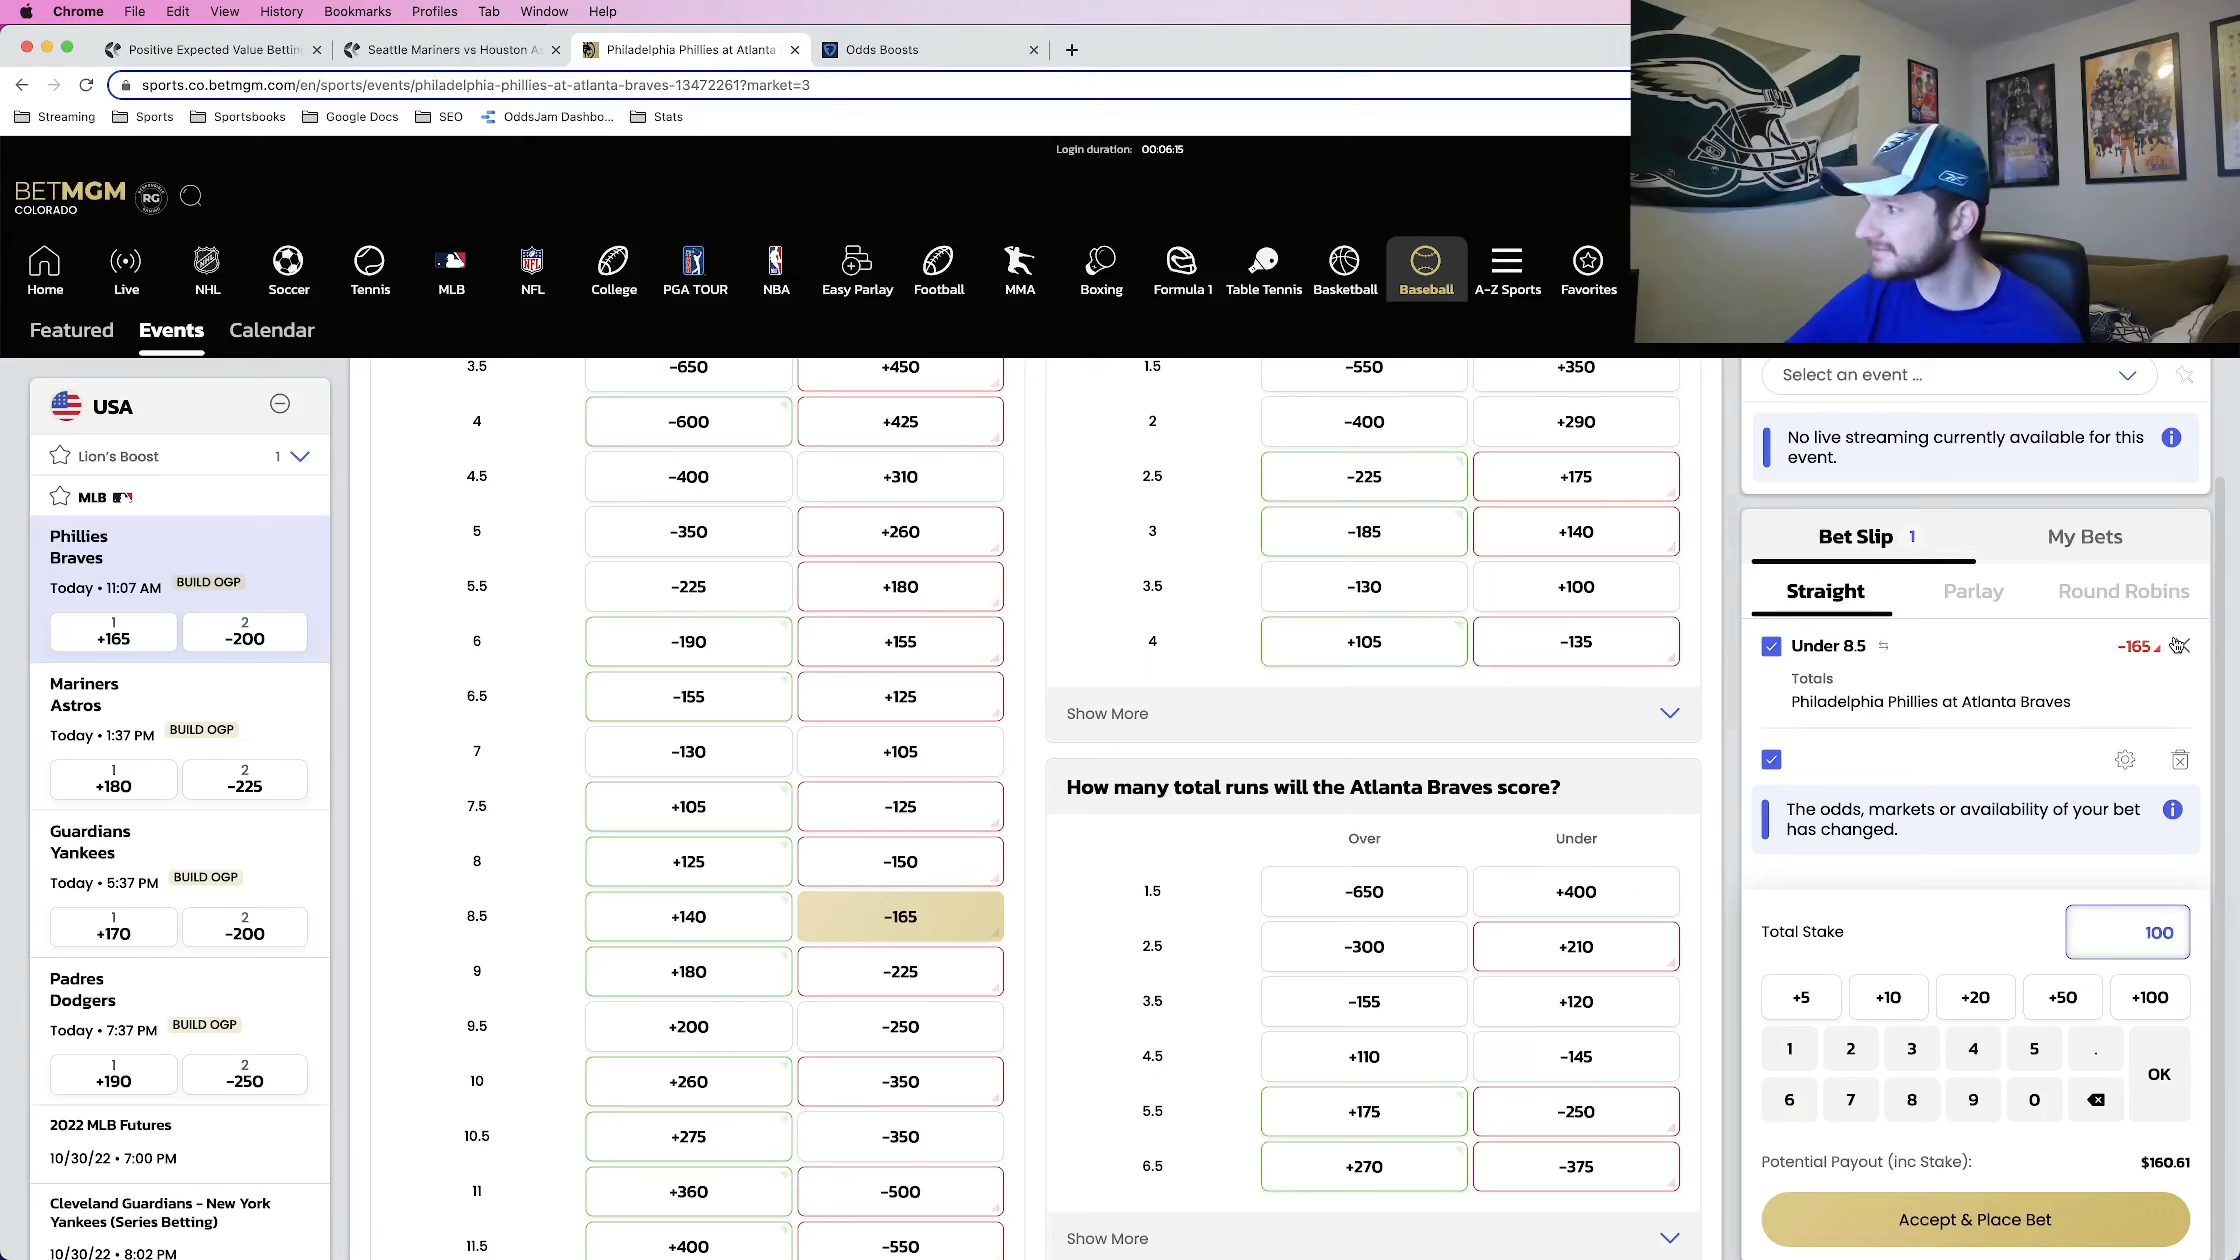 Chrome File Edit View History Bookmarks Profiles Tab Window Help
Positive Expected Value Bettin Seattle Mariners vs Houston As Philadelphia Phillies at Atlanta Odds Boosts
sports.co.betmgm.com/en/sports/events/philadelphia-phillies-at-atlanta-braves-13472261?market=3
Streaming Sports Sportsbooks Google Docs SEO OddsJam Dashbo... Stats
Login duration: 00:06:15
BETMGM RG
COLORADO
Home Live NHL Soccer Tennis MLB NFL College PGA TOUR NBA Easy Parlay Football MMA Boxing Formula 1 Table Tennis Basketball Baseball A-Z Sports Favorites
Featured Events Calendar
USA
Lion's Boost 1
MLB
Phillies
Braves
Today • 11:07 AM BUILD OGP
1 2
+165 -200
Mariners
Astros
Today • 1:37 PM BUILD OGP
1 2
+180 -225
Guardians
Yankees
Today • 5:37 PM BUILD OGP
1 2
+170 -200
Padres
Dodgers
Today • 7:37 PM BUILD OGP
1 2
+190 -250
2022 MLB Futures
10/30/22 • 7:00 PM
Cleveland Guardians - New York
Yankees (Series Betting)
10/30/22 • 8:02 PM
3.5 -650 +450
4 -600 +425
4.5 -400 +310
5 -350 +260
5.5 -225 +180
6 -190 +155
6.5 -155 +125
7 -130 +105
7.5 +105 -125
8 +125 -150
8.5 +140 -165
9 +180 -225
9.5 +200 -250
10 +260 -350
10.5 +275 -350
11 +360 -500
11.5 +400 -550
1.5 -550 +350
2 -400 +290
2.5 -225 +175
3 -185 +140
3.5 -130 +100
4 +105 -135
Show More
How many total runs will the Atlanta Braves score?
Over Under
1.5 -650 +400
2.5 -300 +210
3.5 -155 +120
4.5 +110 -145
5.5 +175 -250
6.5 +270 -375
Show More
Select an event ...
No live streaming currently available for this
event.
Bet Slip 1 My Bets
Straight Parlay Round Robins
Under 8.5 -165
Totals
Philadelphia Phillies at Atlanta Braves
The odds, markets or availability of your bet
has changed.
Total Stake 100
+5 +10 +20 +50 +100
1 2 3 4 5 .
OK
6 7 8 9 0
Potential Payout (inc Stake): $160.61
Accept & Place Bet